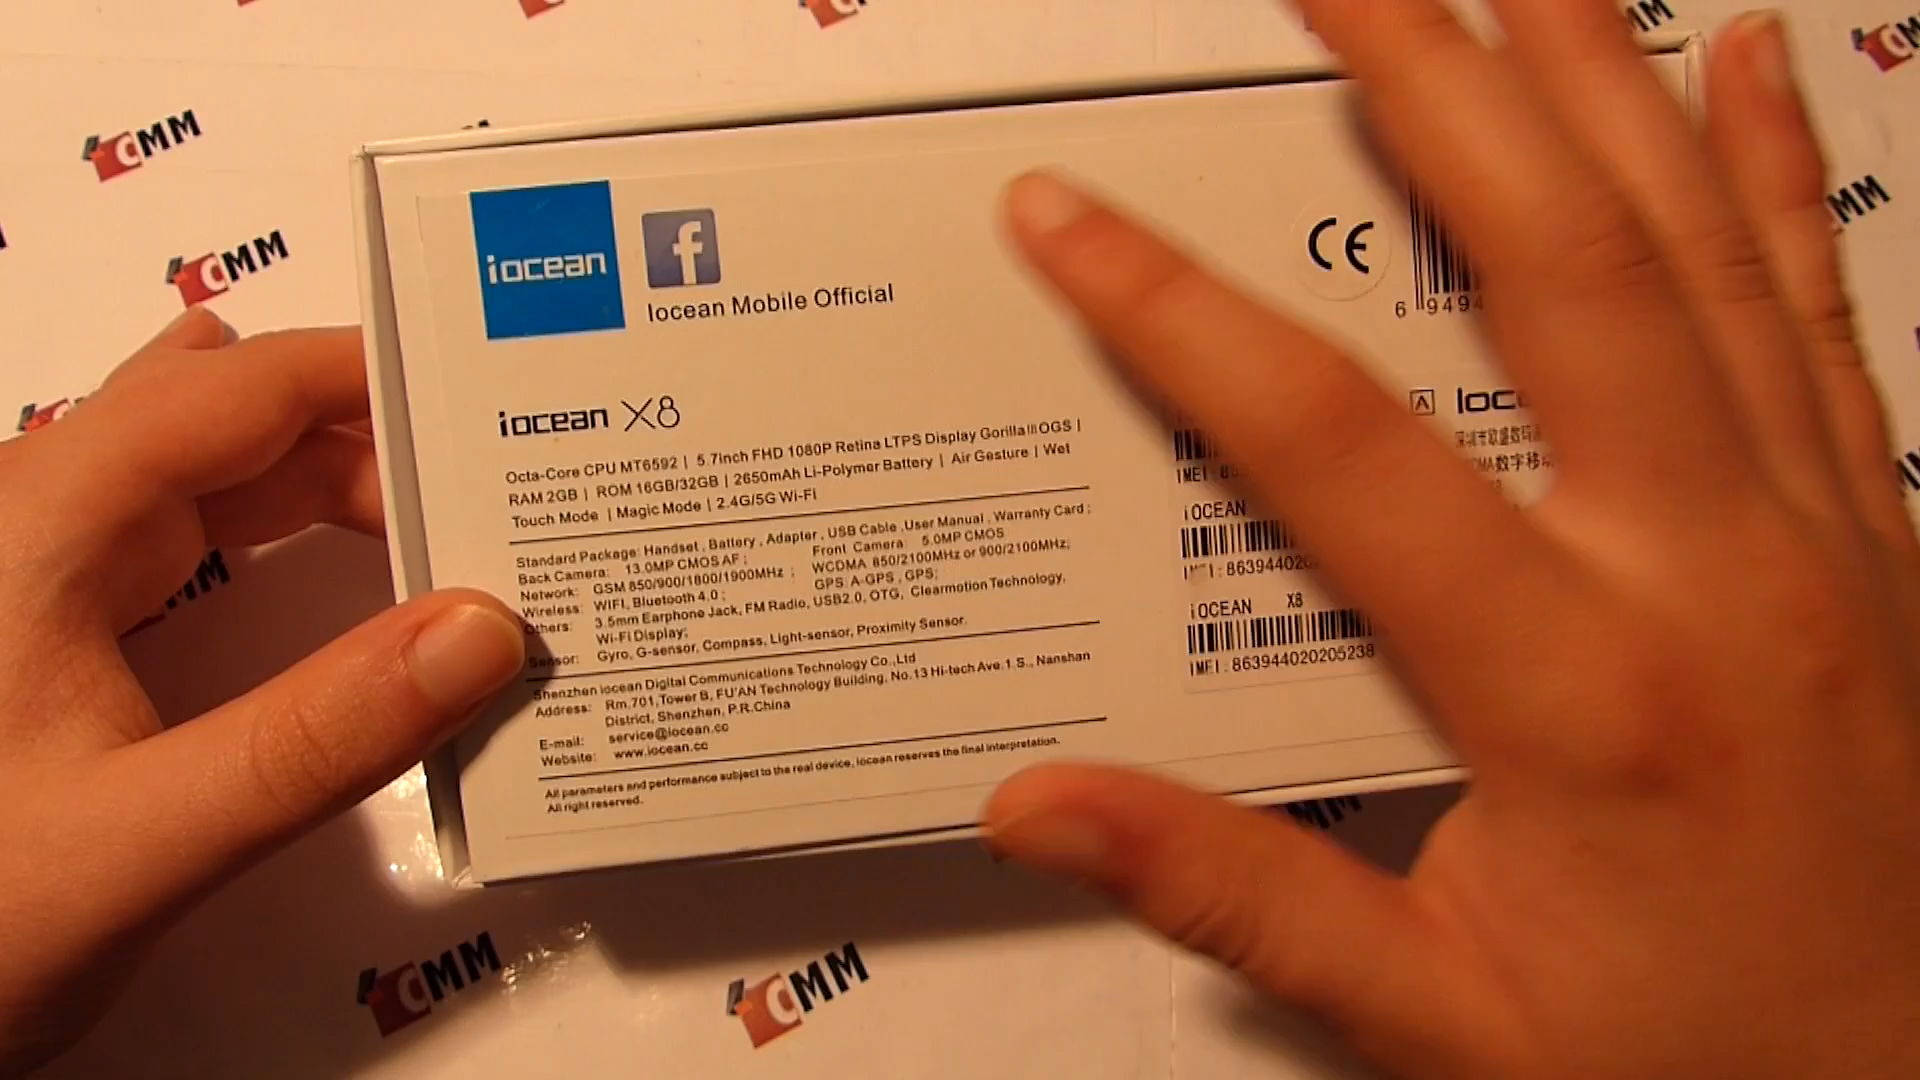 CMM
CMM
iocean
f
Iocean Mobile Official
CE
6 9494
iocean X8
Octa-Core CPU MT6592 | 5.7inch FHD 1080P Retina LTPS Display GorillaIIIOGS |
RAM 2GB | ROM 16GB/32GB | 2650mAh Li-Polymer Battery | Air Gesture | Wet
Touch Mode | Magic Mode | 2.4G/5G Wi-Fi
Standard Package: Handset , Battery , Adapter , USB Cable ,User Manual , Warranty Card ;
Back Camera: 13.0MP CMOS AF ; Front Camera: 5.0MP CMOS
Network: GSM 850/900/1800/1900MHz ; WCDMA 850/2100MHz or 900/2100MHz;
Wireless: WIFI, Bluetooth 4.0 ; GPS: A-GPS , GPS;
Others: 3.5mm Earphone Jack, FM Radio, USB2.0, OTG, Clearmotion Technology,
Wi-Fi Display;
Sensor: Gyro, G-sensor, Compass, Light-sensor, Proximity Sensor.
Shenzhen iocean Digital Communications Technology Co.,Ltd
Address: Rm.701,Tower B, FU'AN Technology Building, No.13 Hi-tech Ave.1 S., Nanshan
District, Shenzhen, P.R.China
E-mail: service@iocean.cc
Website: www.iocean.cc
All parameters and performance subject to the real device, iocean reserves the final interpretation.
All right reserved.
A
IMEI:
iOCEAN
86394402
iOCEAN X8
IMEI:863944020205238
CMM
CMM